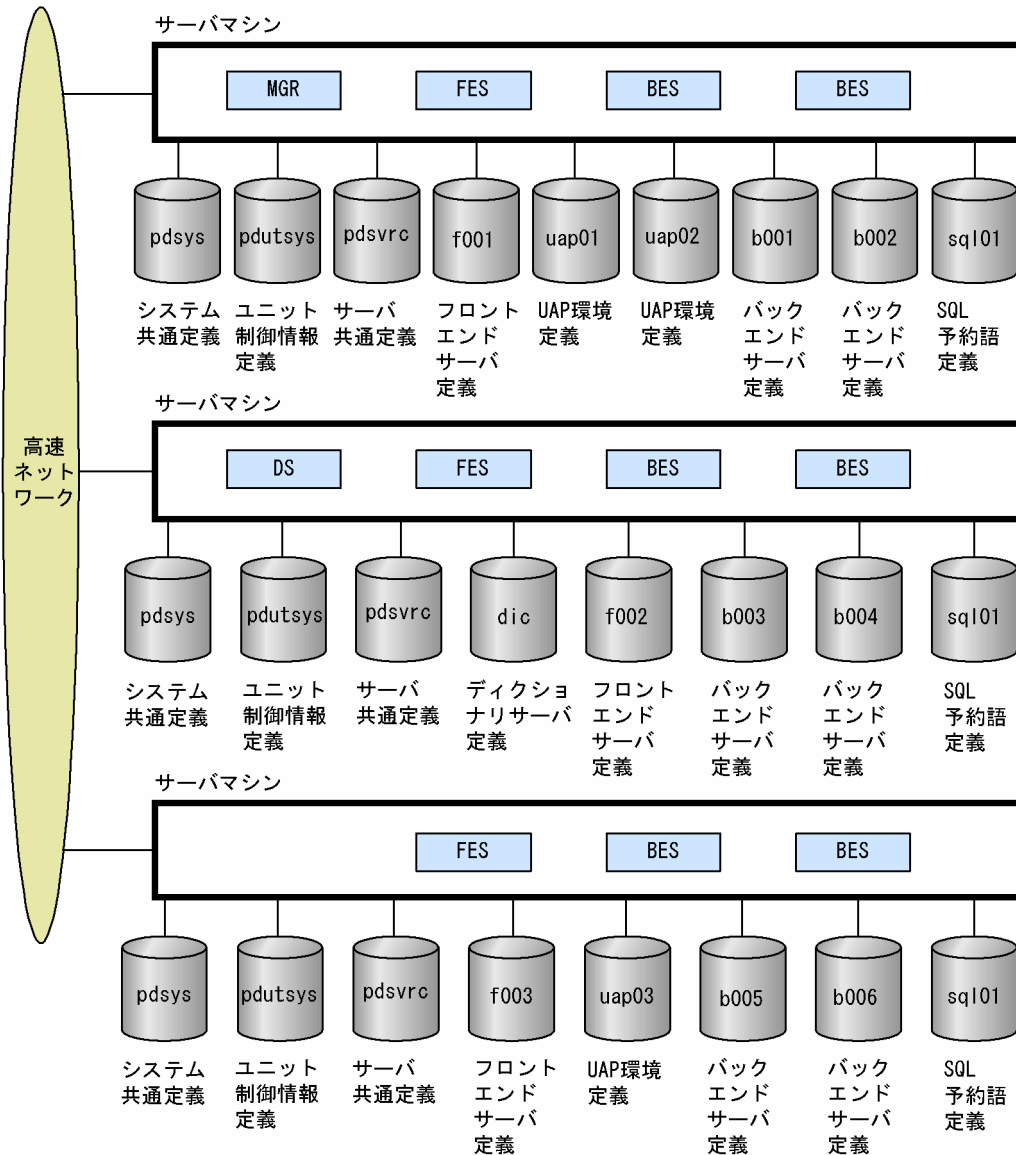 サーバマシン
MGR
FES
BES
BES
pdsys
pdutsys
pdsvrc
f001
uap01
uap02
b001
b002
sql01
システム
共通定義
ユニット
制御情報
定義
サーバ
共通定義
フロント
エンド
サーバ
定義
UAP環境
定義
UAP環境
定義
バック
エンド
サーバ
定義
バック
エンド
サーバ
定義
SQL
予約語
定義
高速
ネット
ワーク
サーバマシン
DS
FES
BES
BES
pdsys
pdutsys
pdsvrc
dic
f002
b003
b004
sql01
システム
共通定義
ユニット
制御情報
定義
サーバ
共通定義
ディクショ
ナリサーバ
定義
フロント
エンド
サーバ
定義
バック
エンド
サーバ
定義
バック
エンド
サーバ
定義
SQL
予約語
定義
サーバマシン
FES
BES
BES
pdsys
pdutsys
pdsvrc
f003
uap03
b005
b006
sql01
システム
共通定義
ユニット
制御情報
定義
サーバ
共通定義
フロント
エンド
サーバ
定義
UAP環境
定義
バック
エンド
サーバ
定義
バック
エンド
サーバ
定義
SQL
予約語
定義